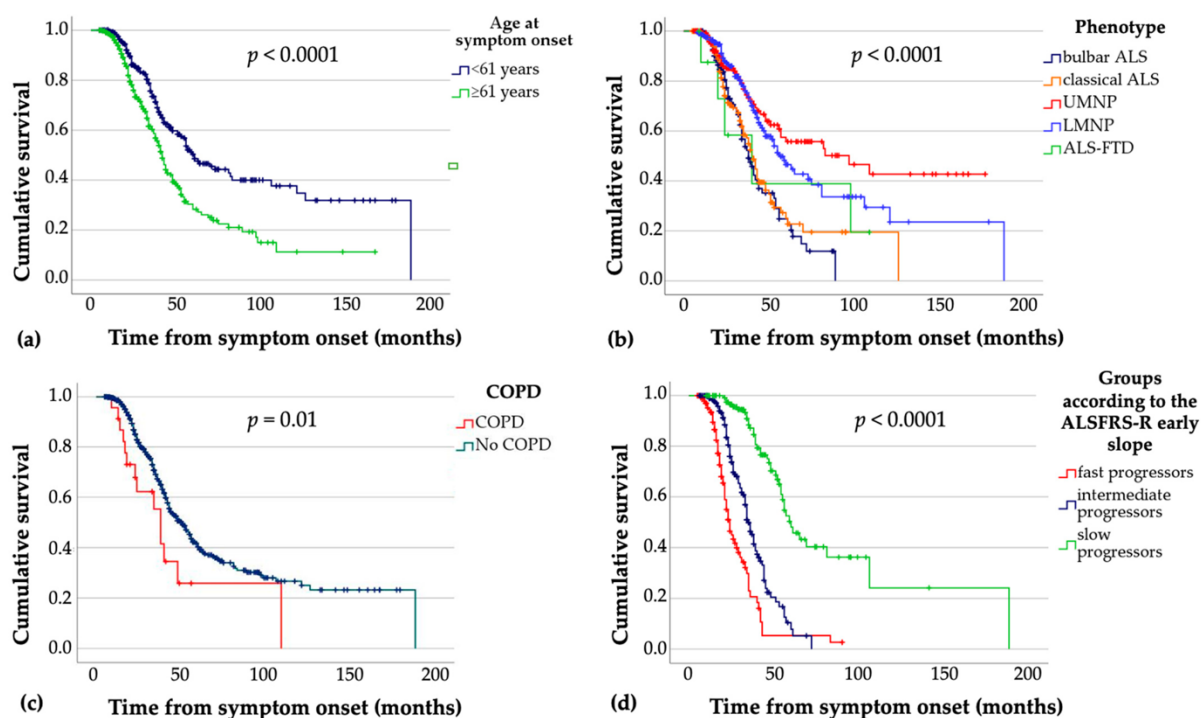 1.0
0.8
0.6
0.4
0.2
0.0
Cumulative survival
p < 0.0001
Age at
symptom onset
<61 years
≥61 years
0 50 100 150 200
Time from symptom onset (months)
(a)
1.0
0.8
0.6
0.4
0.2
0.0
Cumulative survival
p < 0.0001
Phenotype
bulbar ALS
classical ALS
UMNP
LMNP
ALS-FTD
0 50 100 150 200
Time from symptom onset (months)
(b)
1.0
0.8
0.6
0.4
0.2
0.0
Cumulative survival
p = 0.01
COPD
COPD
No COPD
0 50 100 150 200
Time from symptom onset (months)
(c)
1.0
0.8
0.6
0.4
0.2
0.0
Cumulative survival
p < 0.0001
Groups
according to the
ALSFRS-R early
slope
fast progressors
intermediate
progressors
slow
progressors
0 50 100 150 200
Time from symptom onset (months)
(d)